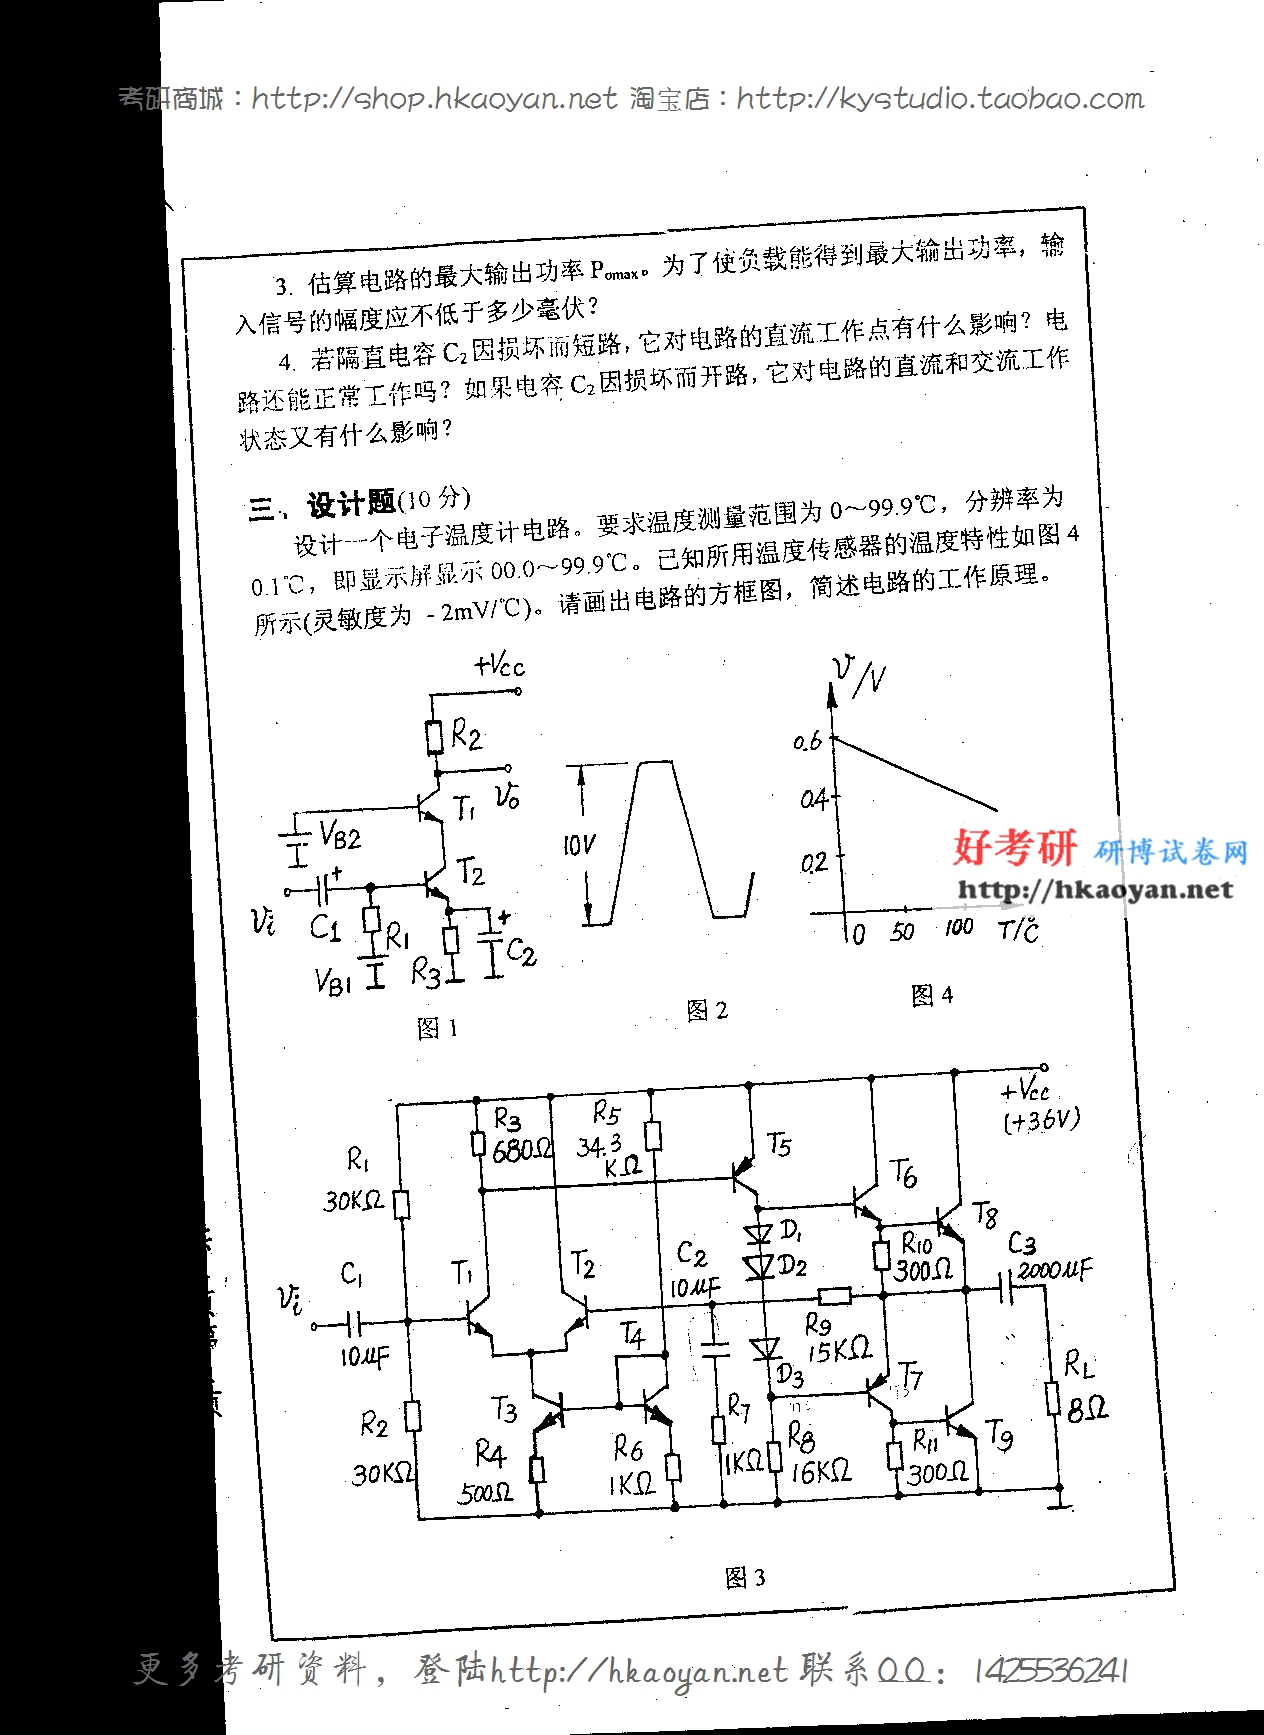 考研商城：http://shop.hkaoyan.net 淘宝店：http://kystudio.taobao.com
3. 估算电路的最大输出功率 Pomax。为了使负载能得到最大输出功率，输
入信号的幅度应不低于多少毫伏？
4. 若隔直电容 C2 因损坏而短路，它对电路的直流工作点有什么影响？电
路还能正常工作吗？如果电容 C2 因损坏而开路，它对电路的直流和交流工作
状态又有什么影响？
三、设计题(10 分)
设计一个电子温度计电路。要求温度测量范围为 0～99.9℃，分辨率为
0.1℃，即显示屏显示 00.0～99.9℃。已知所用温度传感器的温度特性如图 4
所示(灵敏度为 - 2mV/℃)。请画出电路的方框图，简述电路的工作原理。
+Vcc
R2
Vo
T1
VB2
T2
Vi
C1
R1
R3
C2
VB1
图 1
10V
图 2
V/V
0.6
0.4
0.2
0 50 100 T/℃
图 4
好考研 研博试卷网
http://hkaoyan.net
+Vcc
(+36V)
R3
680Ω
R5
34.3
KΩ
T5
R1
30KΩ
T6
T8
D1
D2
R10
300Ω
C3
2000μF
C1
Vi
10μF
T1
T2
C2
10μF
T4
R9
15KΩ
D3
T7
RL
8Ω
T3
R2
30KΩ
R4
500Ω
R6
1KΩ
R7
1KΩ
R8
16KΩ
R11
300Ω
T9
图 3
更多考研资料，登陆http://hkaoyan.net 联系QQ：1425536241